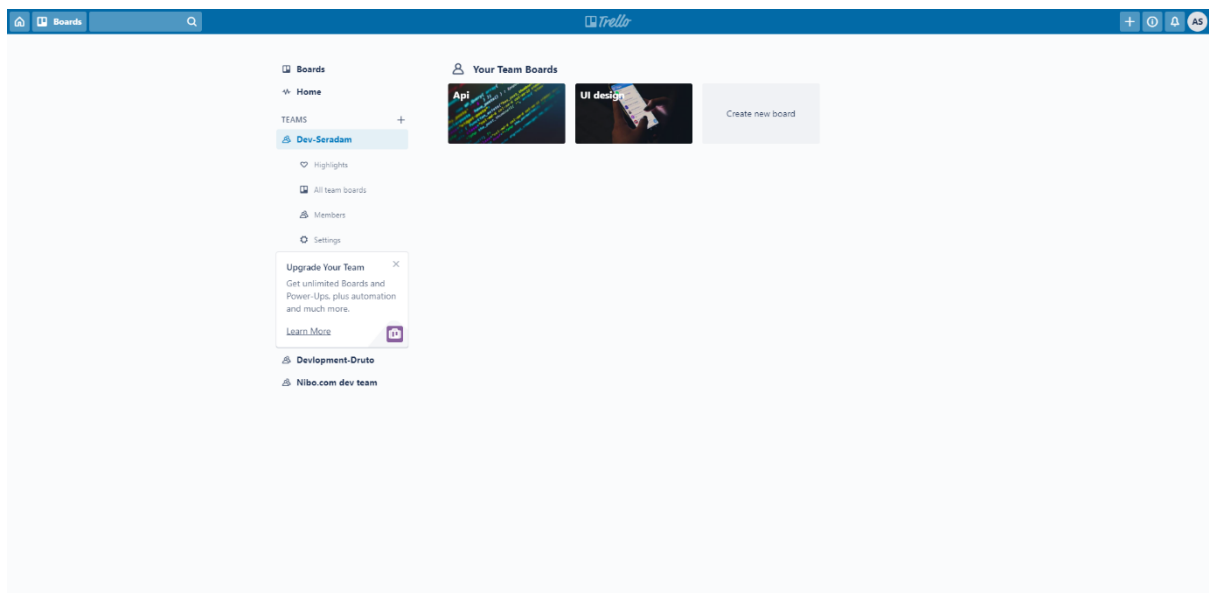 Boards
Trello
AS
Boards
Home
TEAMS
Dev-Seradam
Highlights
All team boards
Members
Settings
Upgrade Your Team
Get unlimited Boards and
Power-Ups, plus automation
and much more.
Learn More
Devlopment-Druto
Nibo.com dev team
Your Team Boards
Api
UI design
Create new board